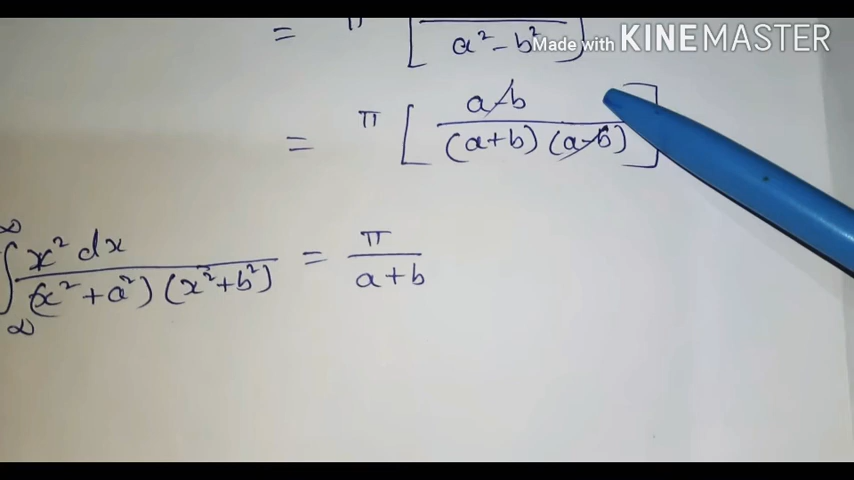 = π [ / a² - b² ]
Made with KINEMASTER
= π [ a-b / (a+b) (a-b) ]
∫ ∞ ∞ x² dx / (x² + a²) (x² + b²) = π / a+b